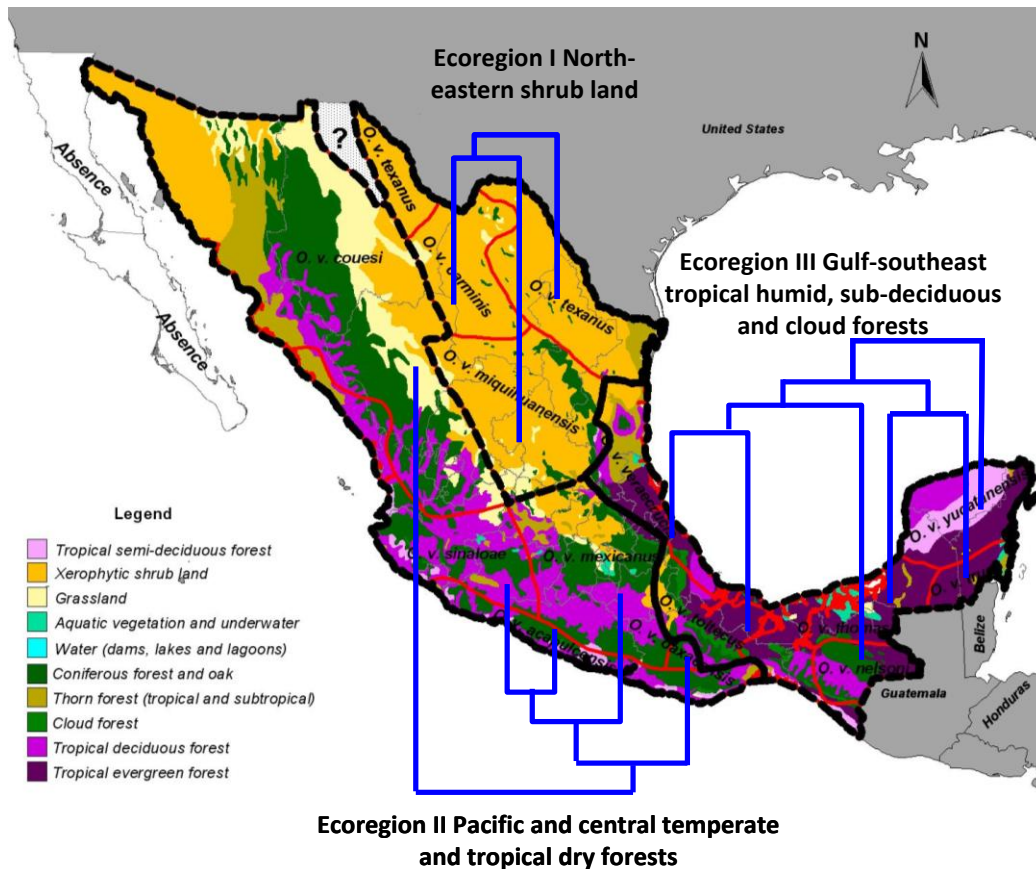 Ecoregion I North-
eastern shrub land
N
United States
?
Absence
Absence
O. v. texanus
O. v. couesi
O. v. carminis
O. v. texanus
O. v. miquihuanensis
Ecoregion III Gulf-southeast
tropical humid, sub-deciduous
and cloud forests
O. v. yucatanensis
O. v. sinaloae
O. v. mexicanus
O. v. acapulcensis
O. v. oaxacensis
O. v. toltecus
O. v. thomasi
O. v. nelsoni
Belize
Guatemala
Honduras
Legend
Tropical semi-deciduous forest
Xerophytic shrub land
Grassland
Aquatic vegetation and underwater
Water (dams, lakes and lagoons)
Coniferous forest and oak
Thorn forest (tropical and subtropical)
Cloud forest
Tropical deciduous forest
Tropical evergreen forest
Ecoregion II Pacific and central temperate
and tropical dry forests